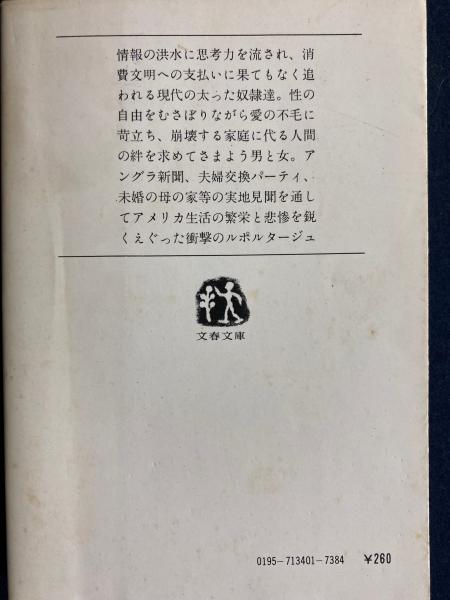 情報の洪水に思考力を流され、消
費文明への支払いに果てもなく追
われる現代の太った奴隷達。性の
自由をむさぼりながら愛の不毛に
苛立ち、崩壊する家庭に代る人間
の絆を求めてさまよう男と女。ア
ングラ新聞、夫婦交換パーティ、
未婚の母の家等の実地見聞を通し
てアメリカ生活の繁栄と悲惨を鋭
くえぐった衝撃のルポルタージュ
文春文庫
0195-713401-7384 ¥260